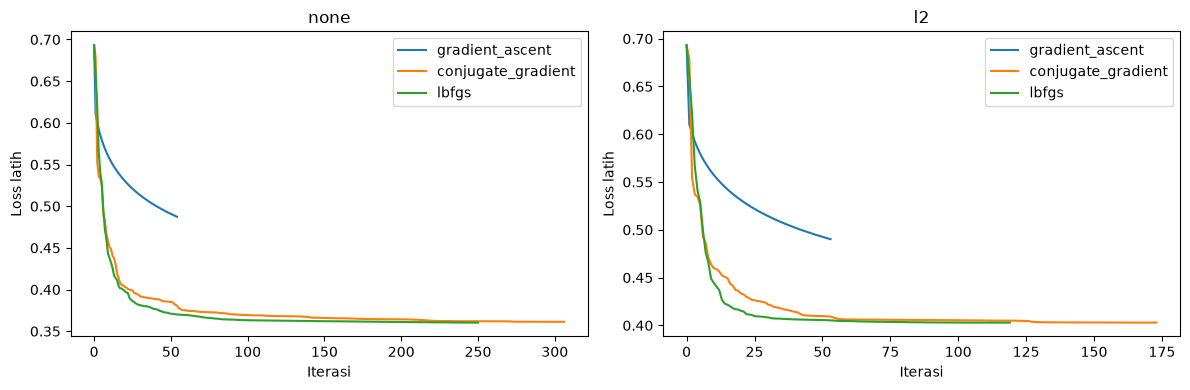 none
0.70
0.65
0.60
0.55
0.50
0.45
0.40
0.35
Loss latih
gradient_ascent
conjugate_gradient
lbfgs
0 50 100 150 200 250 300
Iterasi
l2
0.70
0.65
0.60
0.55
0.50
0.45
0.40
Loss latih
gradient_ascent
conjugate_gradient
lbfgs
0 25 50 75 100 125 150 175
Iterasi